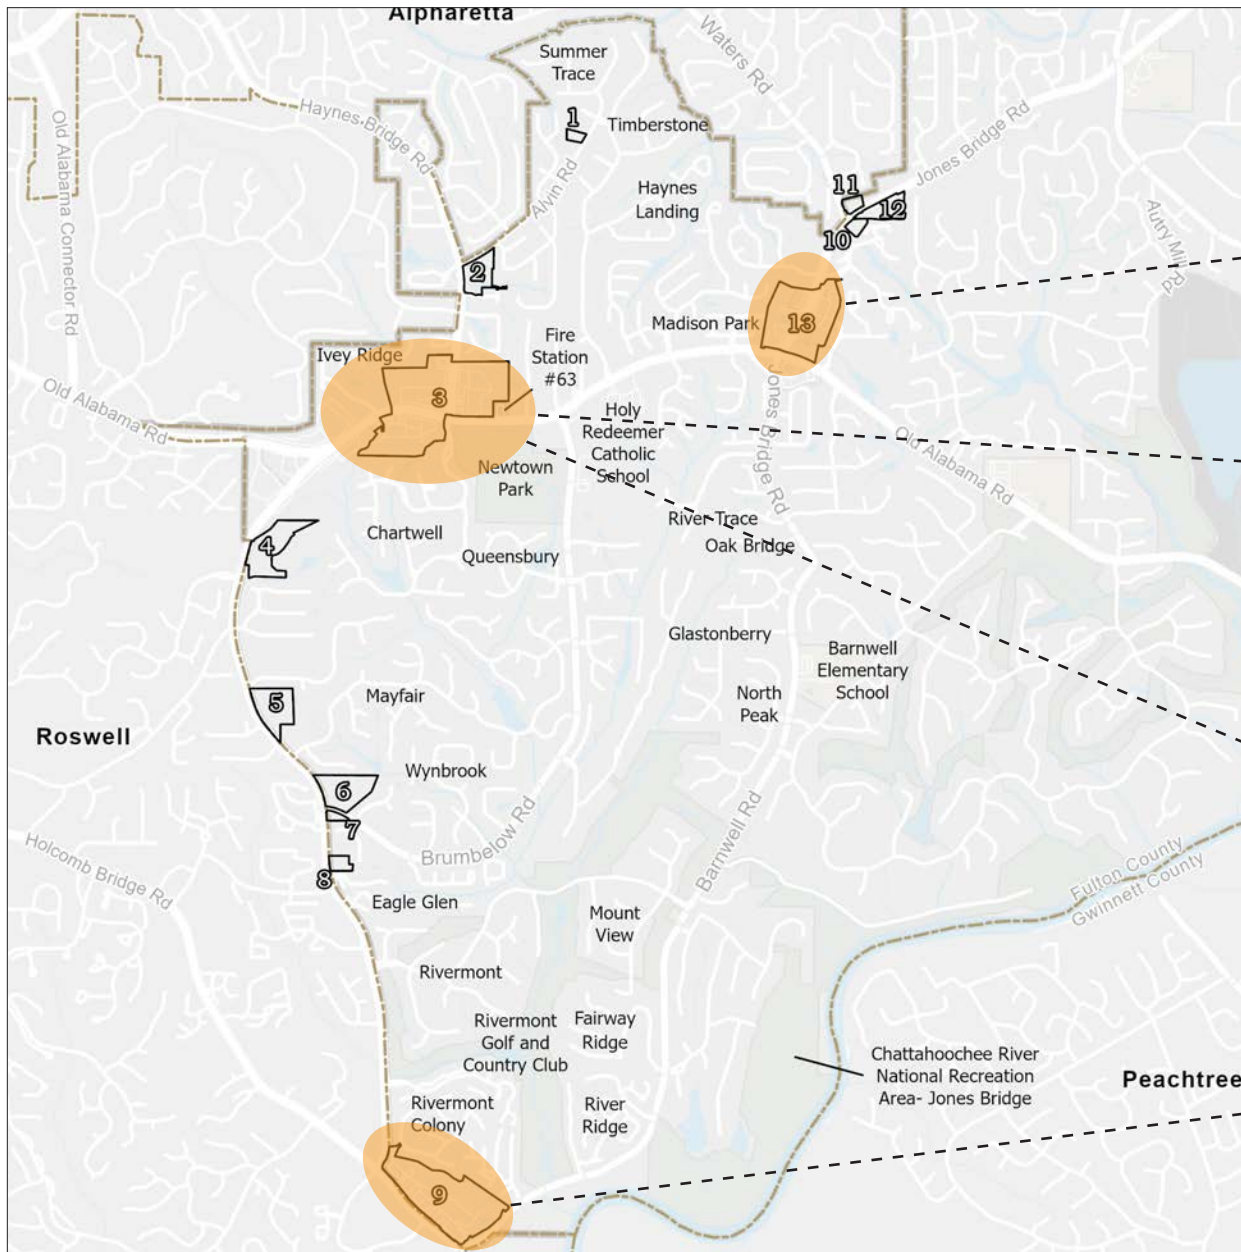 Alpharetta
Summer
Trace
Waters Rd
1
Timberstone
Haynes Bridge Rd
Old Alabama Connector Rd
Jones Bridge Rd
Alvin Rd
Haynes
Landing
11
12
10
Autry Mill Rd
2
Madison Park
13
Fire
Station
#63
Ivey Ridge
3
Old Alabama Rd
Holy
Redeemer
Catholic
School
Jones Bridge Rd
Old Alabama Rd
Newtown
Park
Chartwell
River Trace
Oak Bridge
4
Queensbury
Glastonberry
Barnwell
Elementary
School
5
Mayfair
North
Peak
Roswell
Wynbrook
6
7
Brumbelow Rd
Barnwell Rd
Holcomb Bridge Rd
8
Fulton County
Gwinnett County
Eagle Glen
Mount
View
Rivermont
Rivermont
Golf and
Country Club
Fairway
Ridge
Chattahoochee River
National Recreation
Area- Jones Bridge
Peachtree
Rivermont
Colony
River
Ridge
9